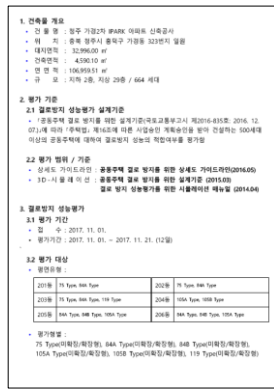 1. 건축물 개요
- 건 물 명 : 청주 가경2차 IPARK 아파트 신축공사
- 위 치 : 충북 청주시 흥덕구 가경동 323번지 일원
- 대지면적 : 32,996.00 ㎡
- 건축면적 : 4,590.10 ㎡
- 연 면 적 : 106,959.51 ㎡
- 규 모 : 지하 2층, 지상 29층 / 664 세대
2. 평가 기준
2.1 결로방지 성능평가 설계기준
- 「공동주택 결로 방지를 위한 설계기준(국토교통부고시 제2016-835호: 2016. 12.
07.)」에 따라 「주택법」 제16조에 따른 사업승인 계획승인을 받아 건설하는 500세대
이상의 공동주택에 대하여 결로방지 성능의 적합여부를 평가함
2.2 평가 범위 / 기준
- 상세도 가이드라인 : 공동주택 결로 방지를 위한 상세도 가이드라인(2016.05)
- 3D-시뮬레이션 : 공동주택 결로 방지를 위한 설계기준 (2015.03)
결로 방지 성능평가를 위한 시뮬레이션 매뉴얼 (2014.04)
3. 결로방지 성능평가
3.1 평가 기간
- 접 수 : 2017. 11. 01.
- 평가기간 : 2017. 11. 01. ~ 2017. 11. 21. (12일)
3.2 평가 대상
- 평면유형 :
201동 75 Type, 84A Type 202동 75 Type, 84A Type
203동 75 Type, 84A Type, 119 Type 204동 105A Type, 105B Type
205동 84A Type, 84B Type, 105A Type 206동 84A Type, 84B Type, 105A Type
- 평가형별 :
75 Type(미확장/확장형), 84A Type(미확장/확장형), 84B Type(미확장/확장형),
105A Type(미확장/확장형), 105B Type(미확장/확장형), 119 Type(미확장/확장형)